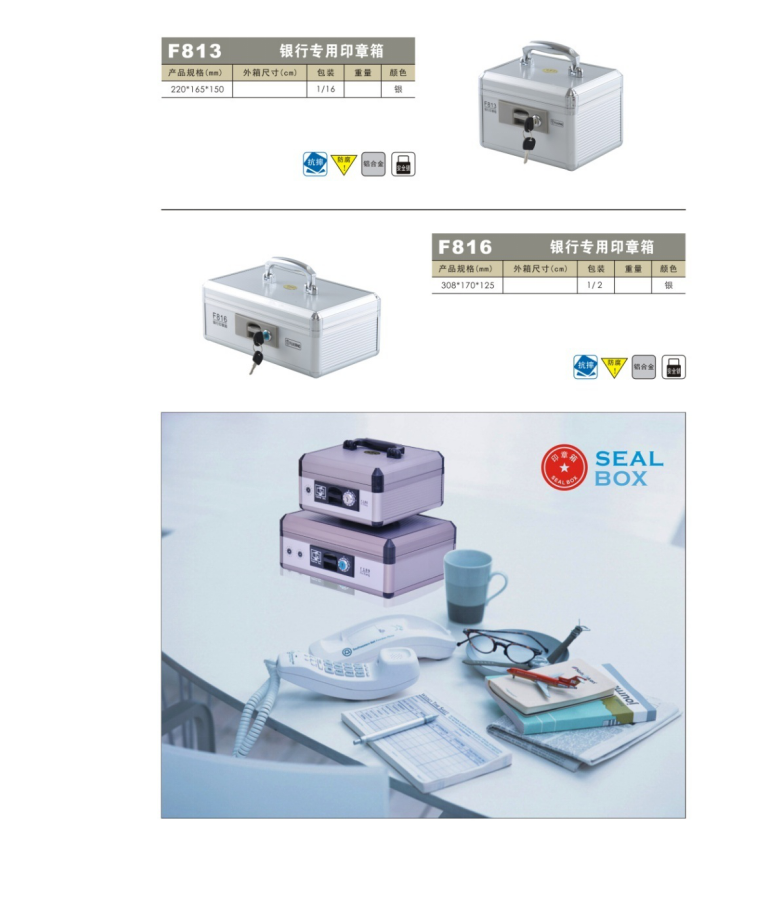 F813 银行专用印章箱
产品规格(mm) 外箱尺寸(cm) 包装 重量 颜色
220*165*150 1/16 银
F813
抗摔 防腐 ! 铝合金 安全锁
F816 银行专用印章箱
产品规格(mm) 外箱尺寸(cm) 包装 重量 颜色
308*170*125 1/2 银
F816
抗摔 防腐 ! 铝合金 安全锁
印章箱
SEAL BOX
SEAL
BOX
Journal